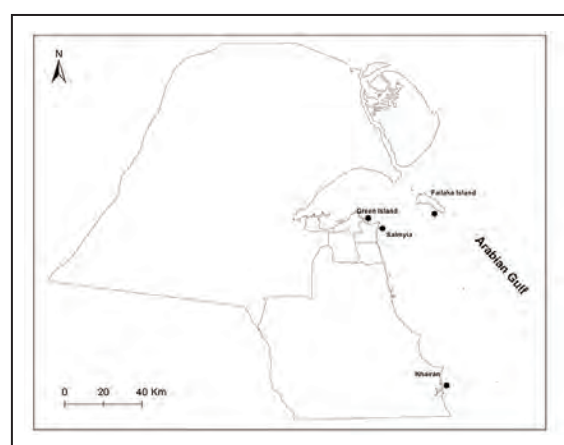 N
Failaka Island
Green Island
Salmyia
Arabian Gulf
Khairan
0 20 40 Km